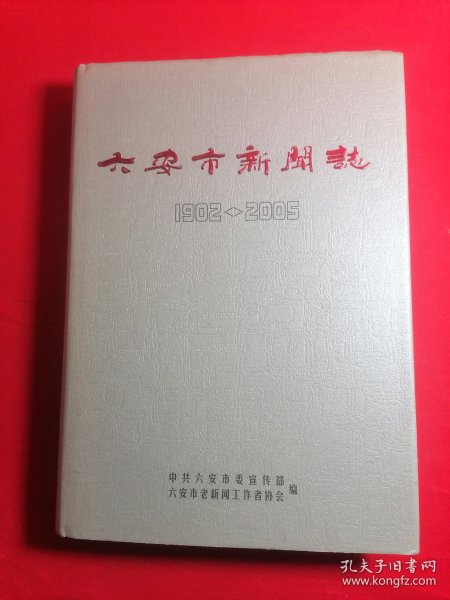 六安市新聞誌
1902<>2005
中共六安市委宣传部
六安市老新闻工作者协会 编
孔夫子旧书网
www.kongfz.com